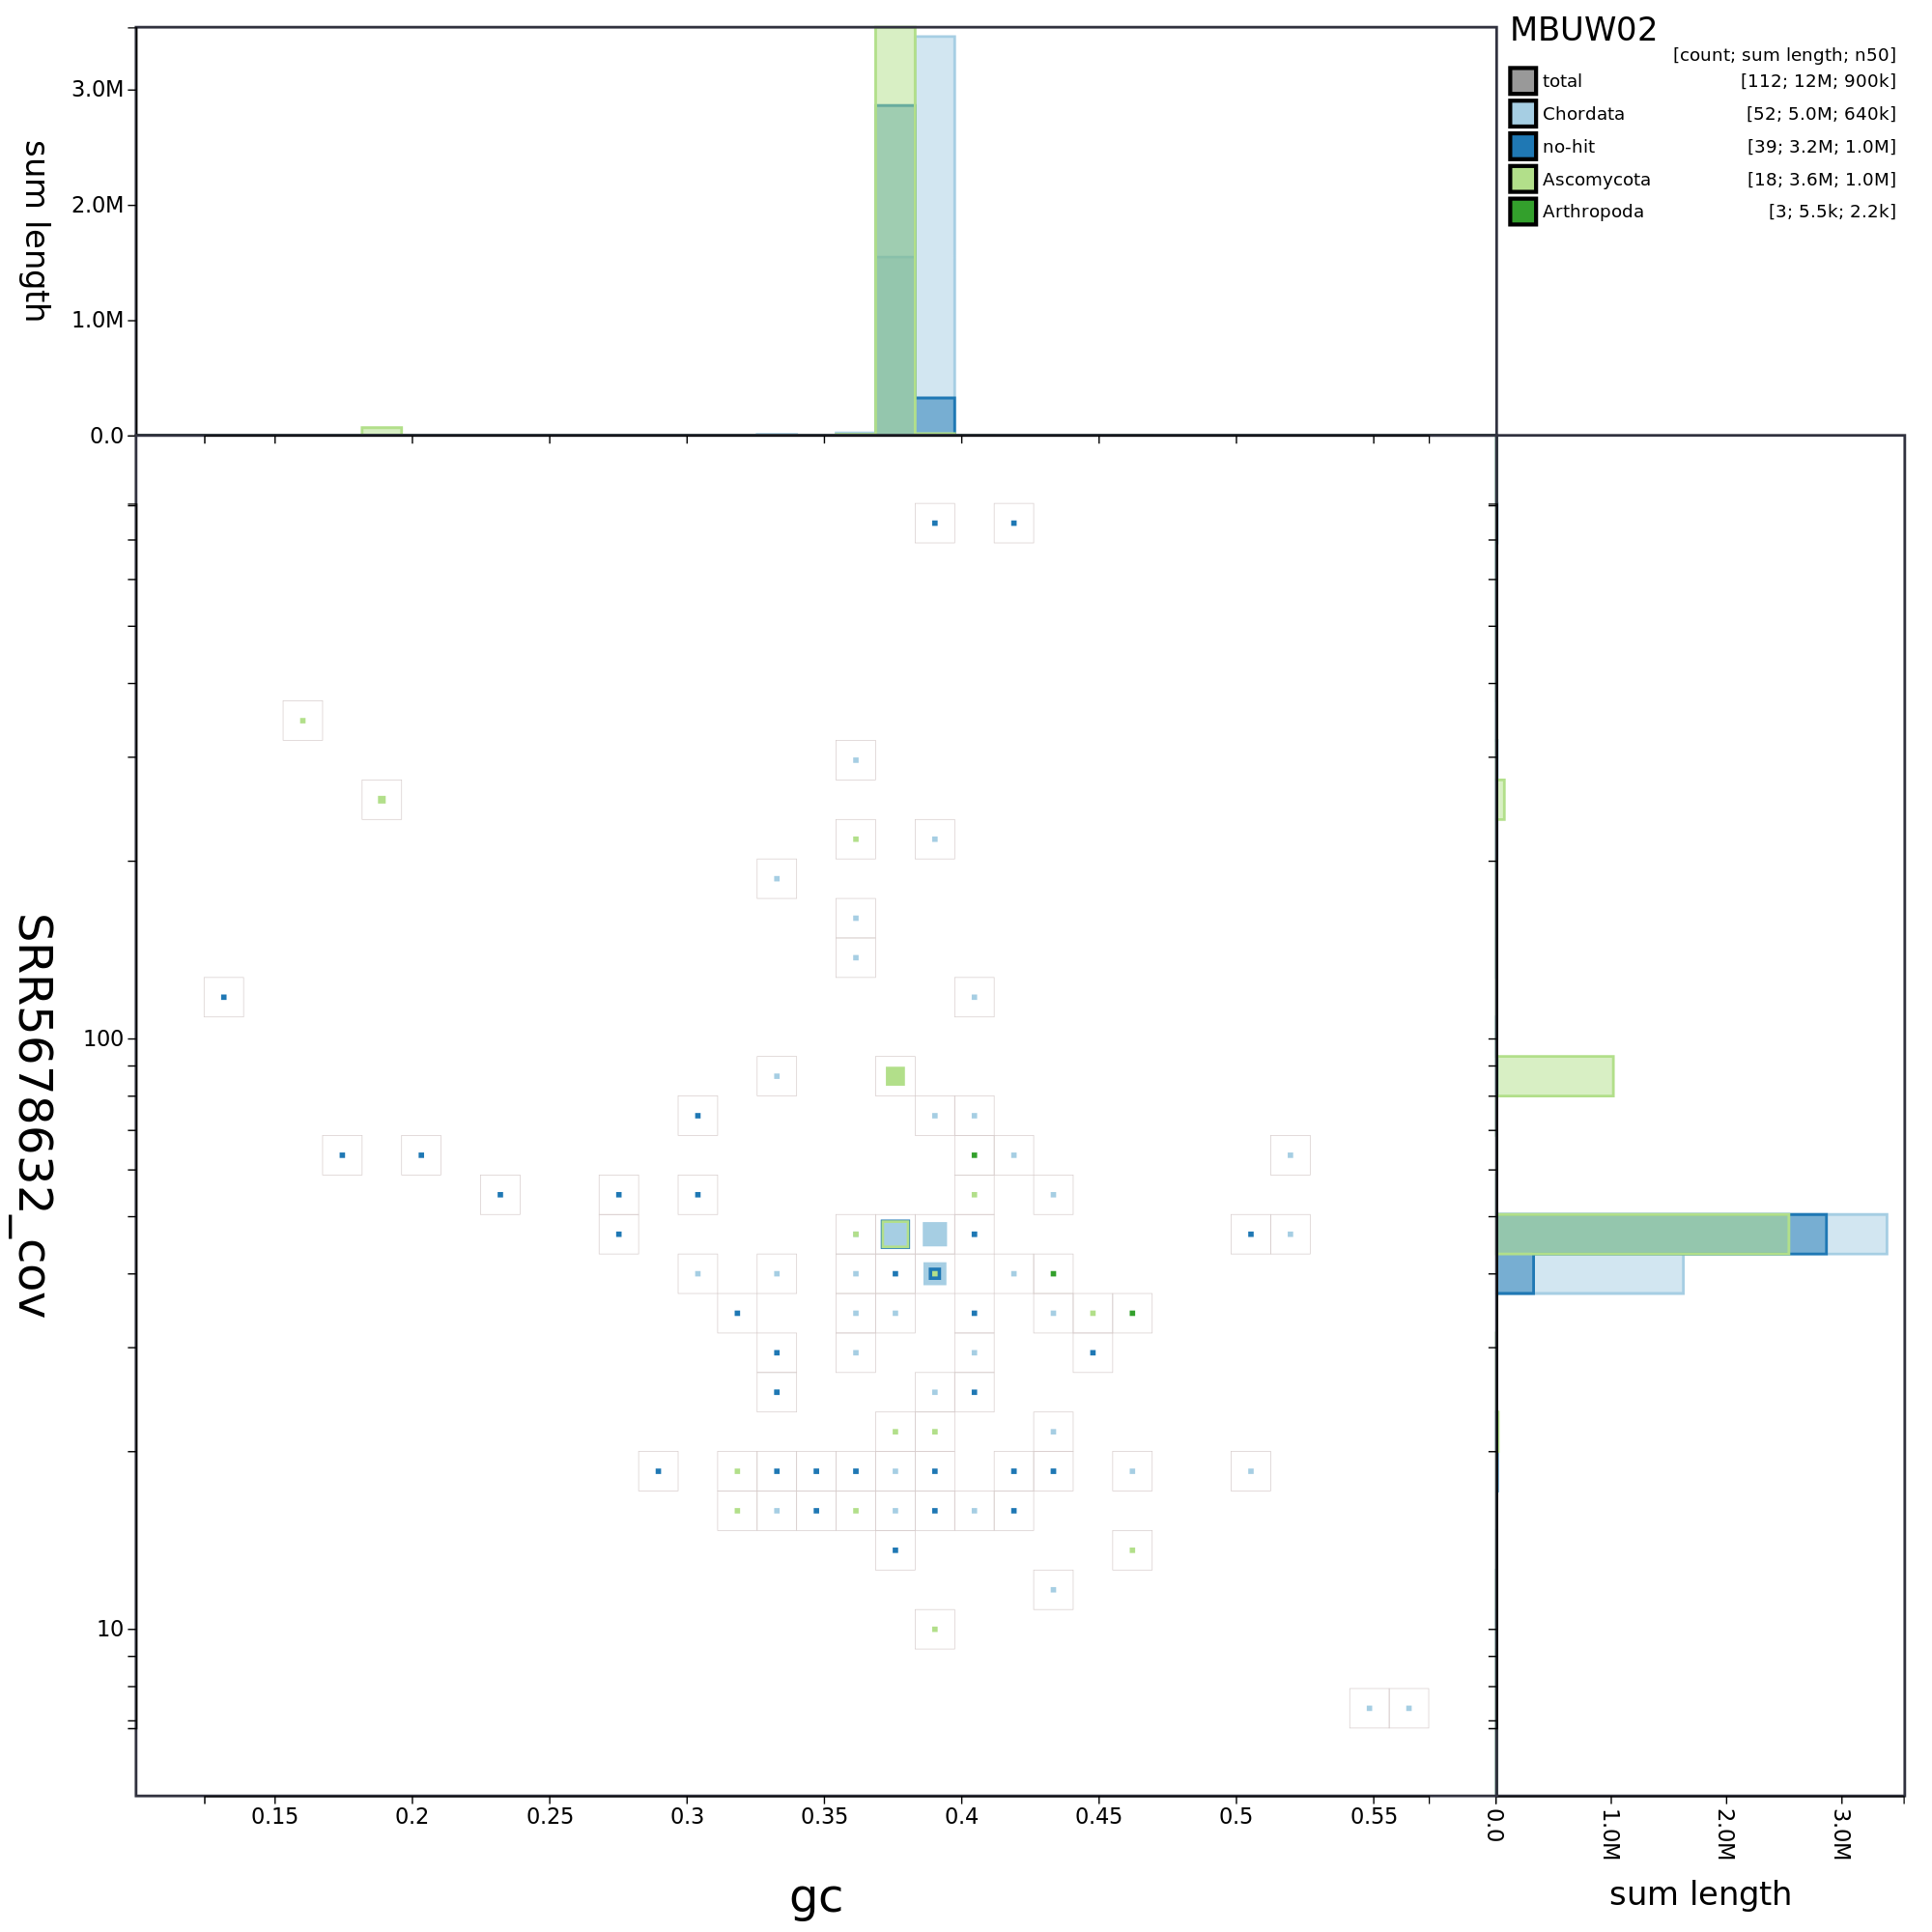 MBUW02
[count; sum length; n50]
total [112; 12M; 900k]
Chordata [52; 5.0M; 640k]
no-hit [39; 3.2M; 1.0M]
Ascomycota [18; 3.6M; 1.0M]
Arthropoda [3; 5.5k; 2.2k]
sum length
3.0M
2.0M
1.0M
0.0
SRR5678632_cov
100
10
0.15 0.2 0.25 0.3 0.35 0.4 0.45 0.5 0.55
gc
0.0 1.0M 2.0M 3.0M
sum length